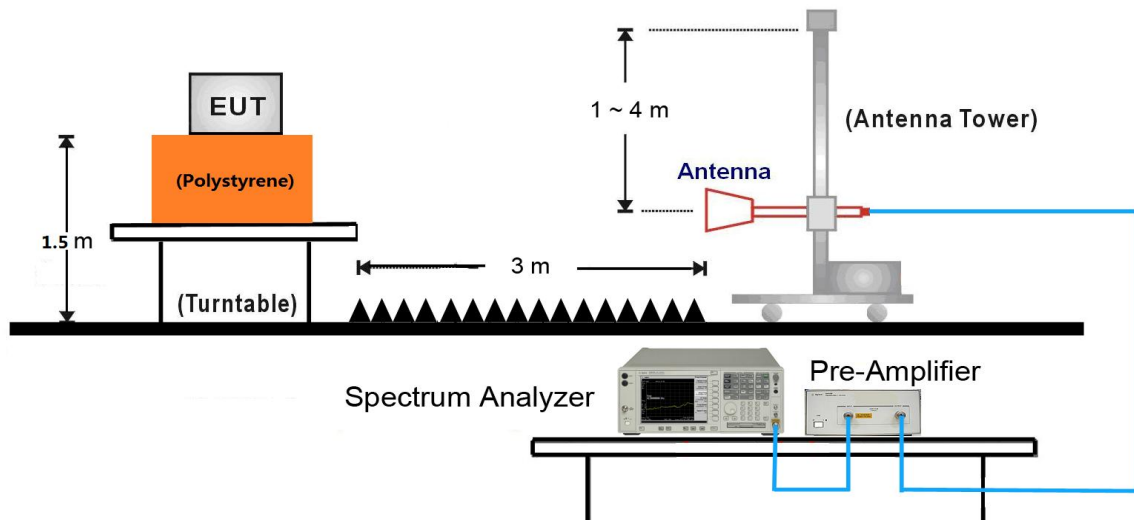 EUT
(Polystyrene)
1.5 m
(Turntable)
3 m
1 ~ 4 m
Antenna
(Antenna Tower)
Spectrum Analyzer
Pre-Amplifier